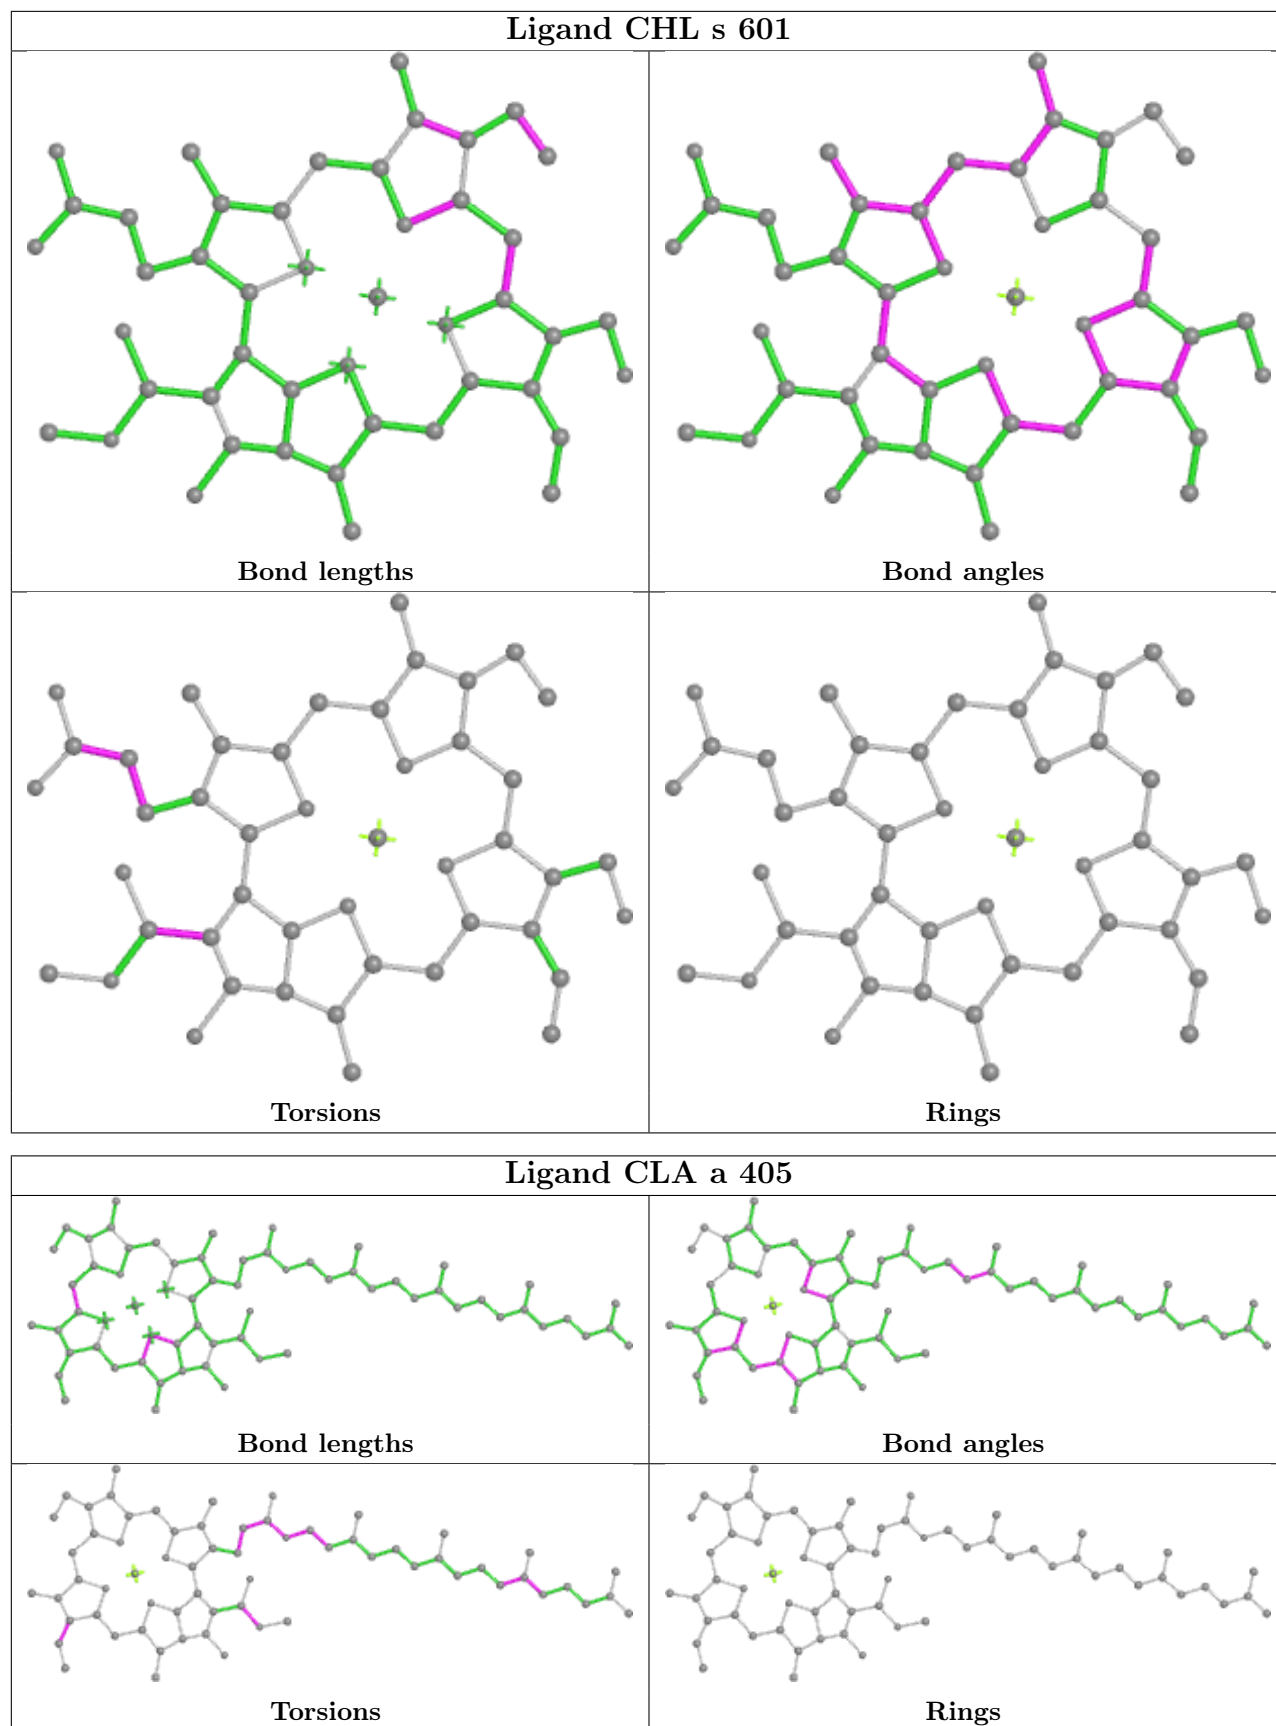 Ligand CHL s 601
Bond lengths
Bond angles
Torsions
Rings
Ligand CLA a 405
Bond lengths
Bond angles
Torsions
Rings